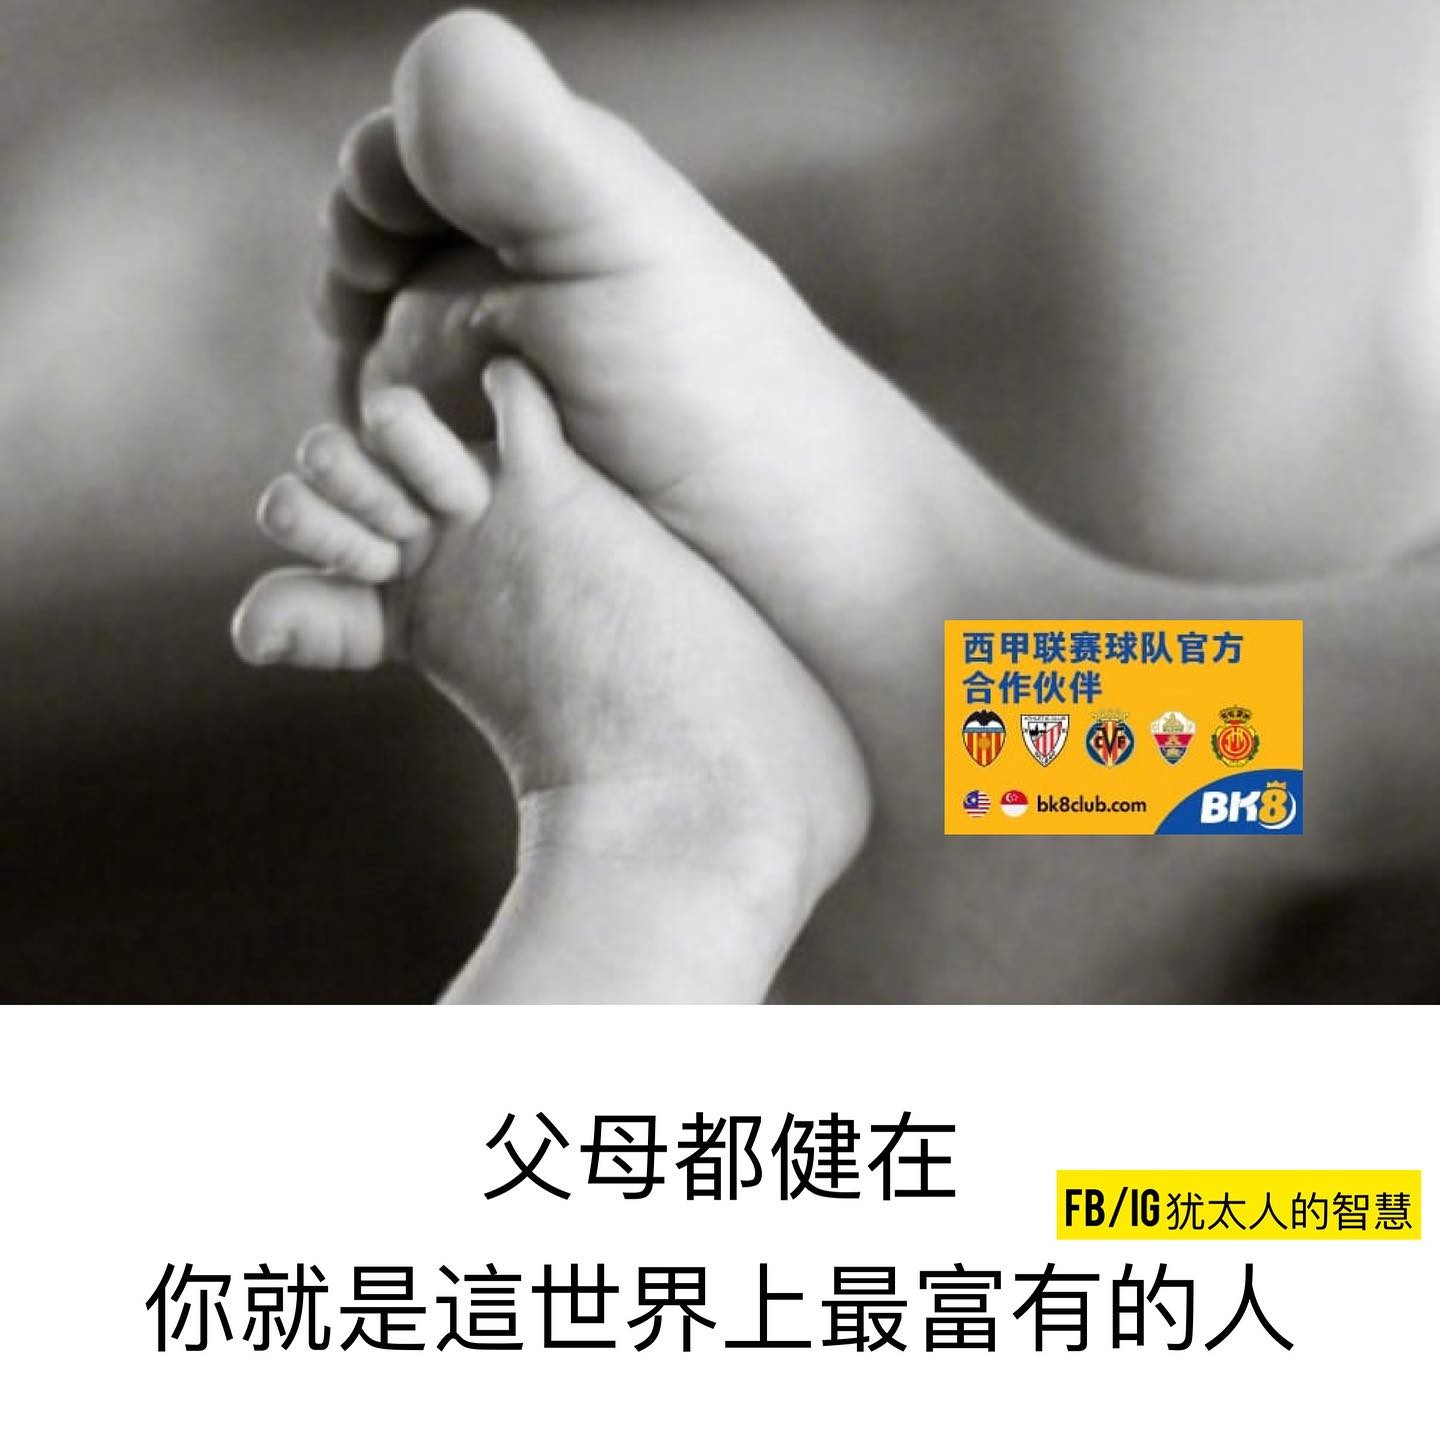 西甲联赛球队官方
合作伙伴
bk8club.com
BK8
父母都健在
FB/IG犹太人的智慧
你就是這世界上最富有的人